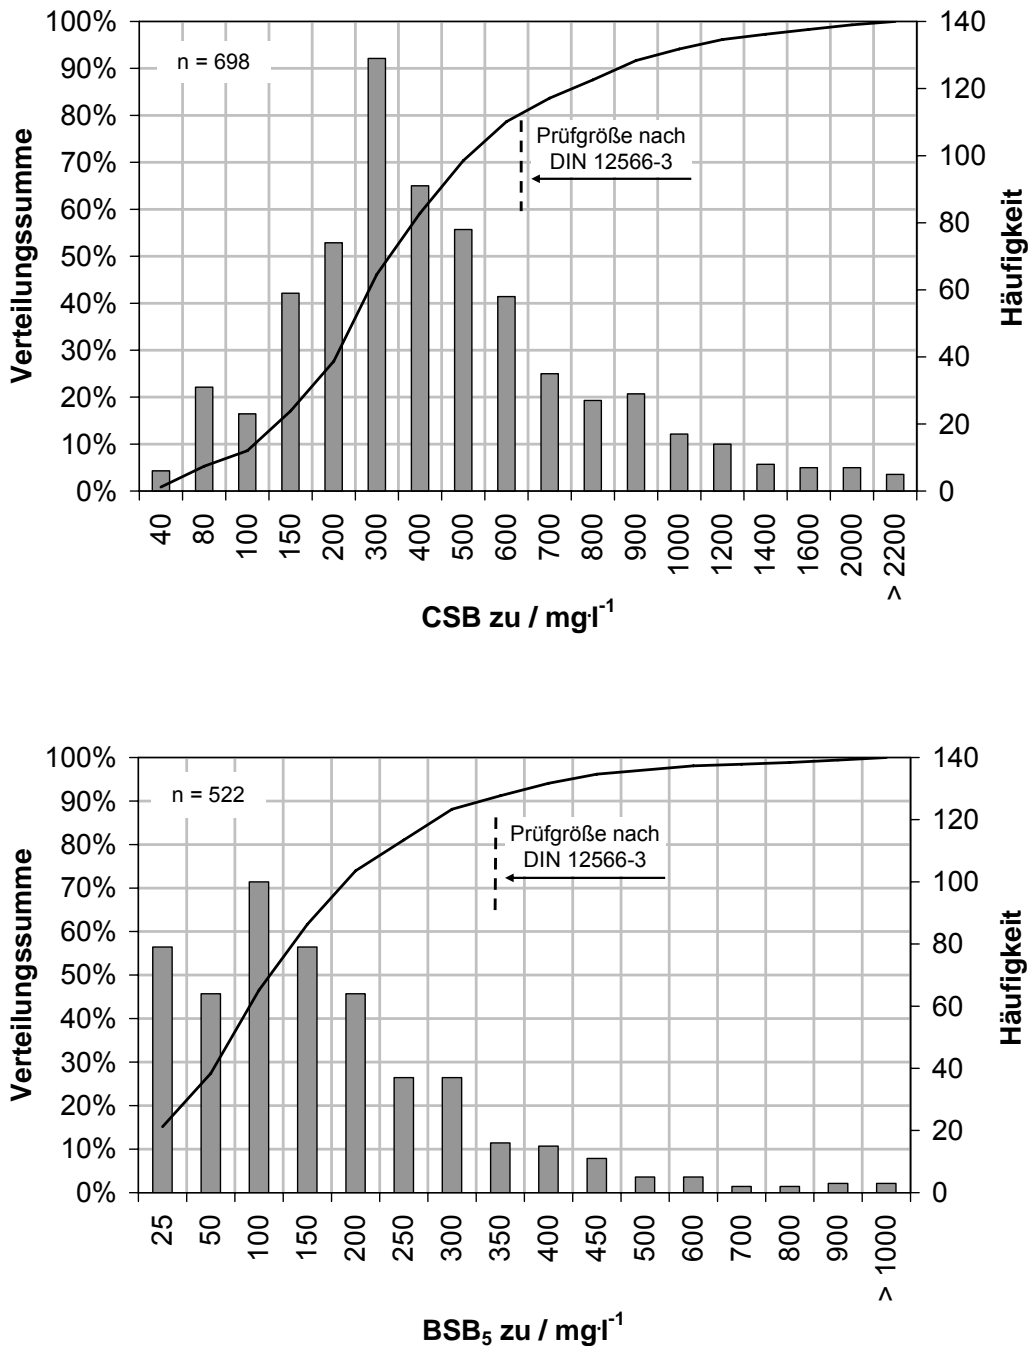 100%
90%
80%
70%
60%
50%
40%
30%
20%
10%
0%
Verteilungssumme
n = 698
Prüfgröße nach
DIN 12566-3
140
120
100
80
60
40
20
0
Häufigkeit
40 80 100 150 200 300 400 500 600 700 800 900 1000 1200 1400 1600 2000 > 2200
CSB zu / mg·l⁻¹
100%
90%
80%
70%
60%
50%
40%
30%
20%
10%
0%
Verteilungssumme
n = 522
Prüfgröße nach
DIN 12566-3
140
120
100
80
60
40
20
0
Häufigkeit
25 50 100 150 200 250 300 350 400 450 500 600 700 800 900 > 1000
BSB₅ zu / mg·l⁻¹